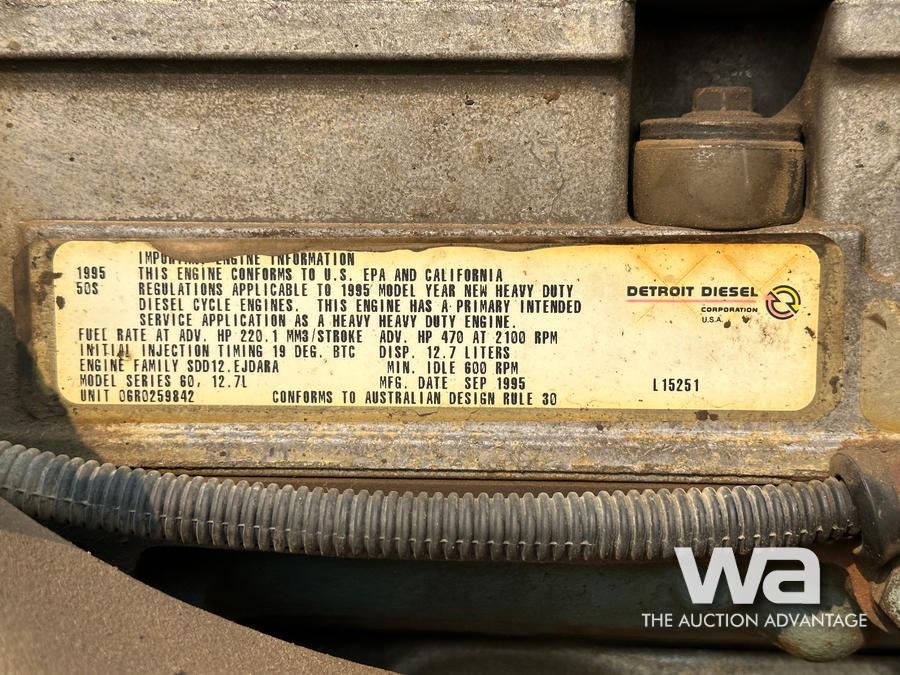 IMPORTANT ENGINE INFORMATION
1995 THIS ENGINE CONFORMS TO U.S. EPA AND CALIFORNIA
50S REGULATIONS APPLICABLE TO 1995 MODEL YEAR NEW HEAVY DUTY
DIESEL CYCLE ENGINES. THIS ENGINE HAS A PRIMARY INTENDED
SERVICE APPLICATION AS A HEAVY HEAVY DUTY ENGINE.
FUEL RATE AT ADV. HP 220.1 MM3/STROKE ADV. HP 470 AT 2100 RPM
INITIAL INJECTION TIMING 19 DEG. BTC DISP. 12.7 LITERS
ENGINE FAMILY SDD12.EJDARA MIN. IDLE 600 RPM
MODEL SERIES 60, 12.7L MFG. DATE SEP 1995
UNIT 06R0259842 CONFORMS TO AUSTRALIAN DESIGN RULE 30
DETROIT DIESEL
CORPORATION
U.S.A.
L15251
wa
THE AUCTION ADVANTAGE